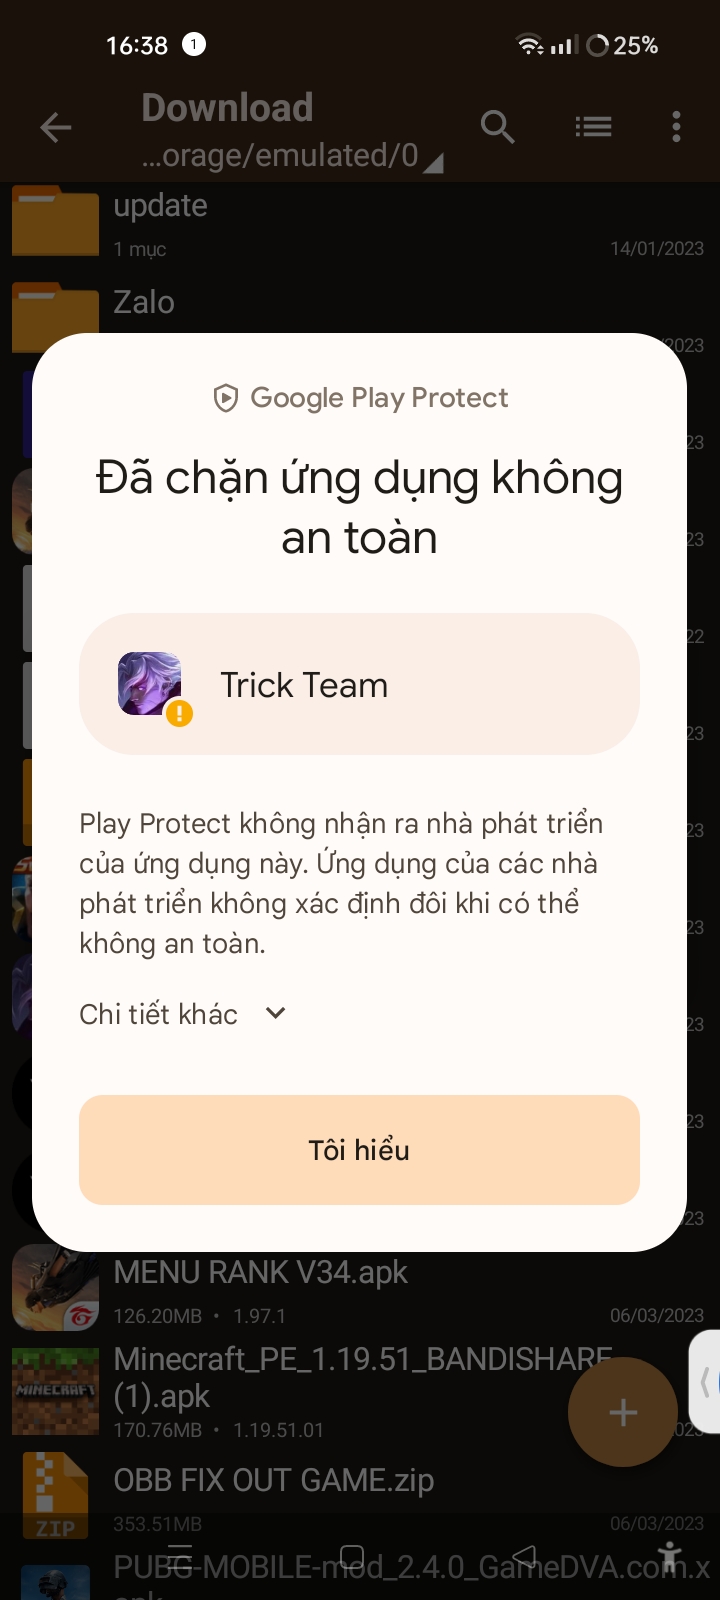 16:38 1 25%
Download
...orage/emulated/0
update
1 mục 14/01/2023
Zalo
/2023
Google Play Protect
23
Đã chặn ứng dụng không
an toàn
23
23
22
Trick Team
23
Play Protect không nhận ra nhà phát triển
23
của ứng dụng này. Ứng dụng của các nhà
phát triển không xác định đôi khi có thể
23
không an toàn.
Chi tiết khác
23
23
Tôi hiểu
23
MENU RANK V34.apk
126.20MB • 1.97.1 06/03/2023
MINECRAFT
Minecraft_PE_1.19.51_BANDISHARE
(1).apk
170.76MB • 1.19.51.01 023
OBB FIX OUT GAME.zip
ZIP
353.51MB 06/03/2023
PUBG-MOBILE-mod_2.4.0_GameDVA.com.x
apk